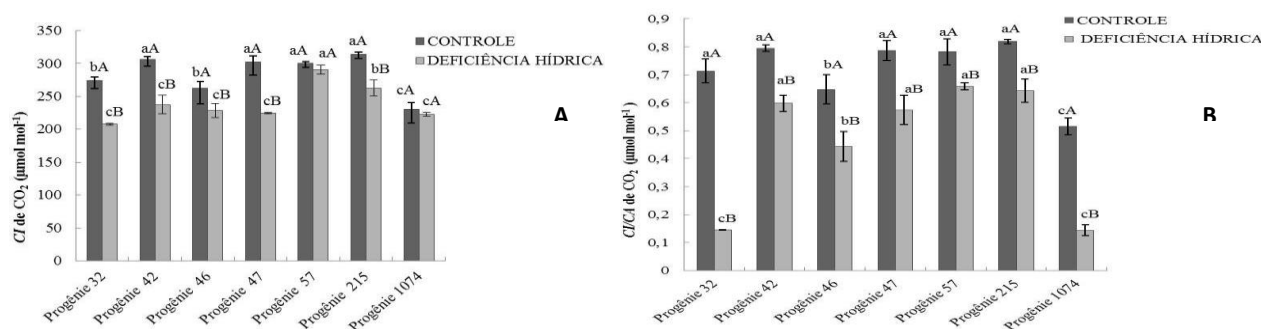 350
300
250
200
150
100
50
0
CI de CO₂ (µmol mol⁻¹)
bA
cB
aA
cB
bA
cB
aA
cB
aA
aA
aA
bB
cA
cA
CONTROLE
DEFICIÊNCIA HÍDRICA
A
Progênie 32
Progênie 42
Progênie 46
Progênie 47
Progênie 57
Progênie 215
Progênie 1074
0,9
0,8
0,7
0,6
0,5
0,4
0,3
0,2
0,1
0
CI/CA de CO₂ (µmol mol⁻¹)
aA
cB
aA
aB
bA
bB
aA
aB
aA
aB
aA
aB
cA
cB
CONTROLE
DEFICIÊNCIA HÍDRICA
B
Progênie 32
Progênie 42
Progênie 46
Progênie 47
Progênie 57
Progênie 215
Progênie 1074